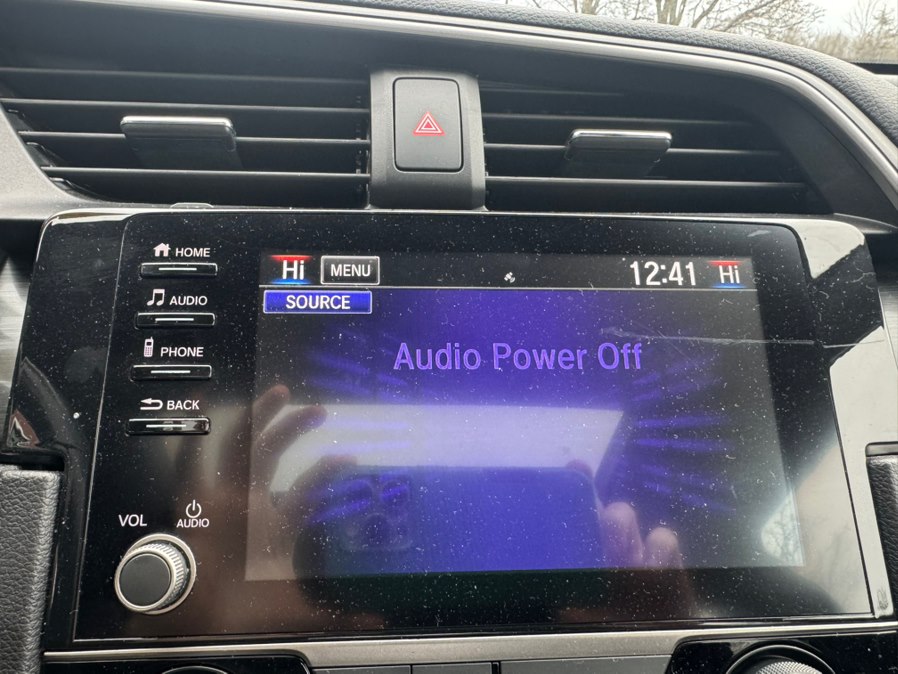 HOME
AUDIO
PHONE
BACK
VOL
AUDIO
Hi MENU 12:41 Hi
SOURCE
Audio Power Off